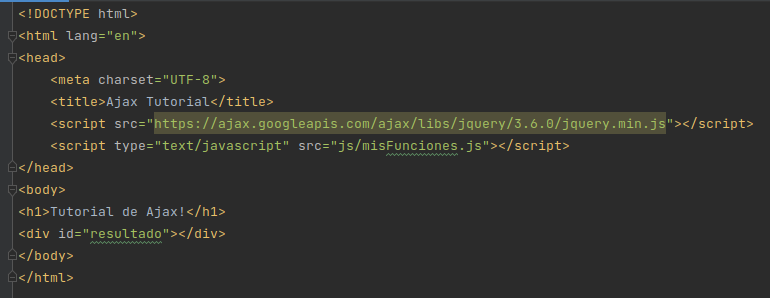 <!DOCTYPE html>
<html lang="en">
<head>
    <meta charset="UTF-8">
    <title>Ajax Tutorial</title>
    <script src="https://ajax.googleapis.com/ajax/libs/jquery/3.6.0/jquery.min.js"></script>
    <script type="text/javascript" src="js/misFunciones.js"></script>
</head>
<body>
<h1>Tutorial de Ajax!</h1>
<div id="resultado"></div>
</body>
</html>